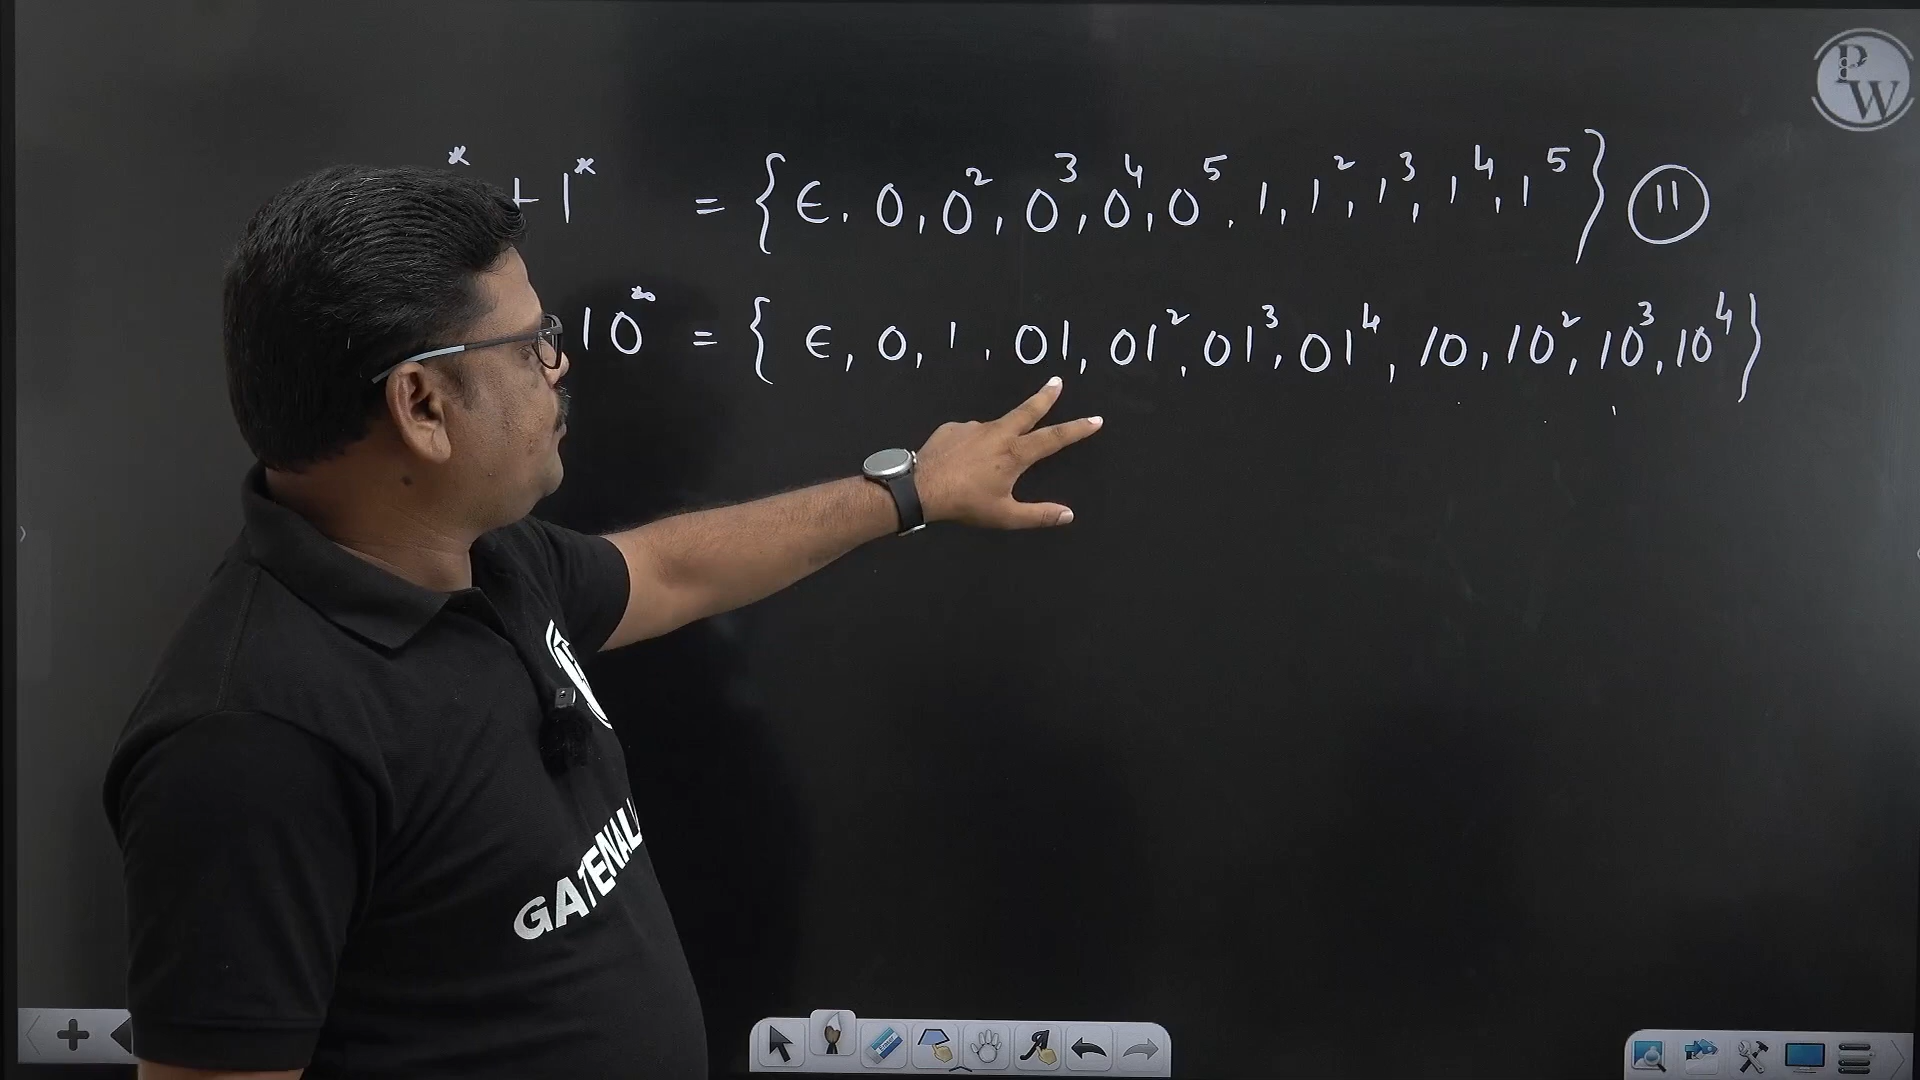 * + 1* = {ϵ, 0, 0², 0³, 0⁴, 0⁵, 1, 1², 1³, 1⁴, 1⁵} 11
10* = {ϵ, 0, 1, 01, 01², 01³, 01⁴, 10, 10², 10³, 10⁴}
PW
GATE